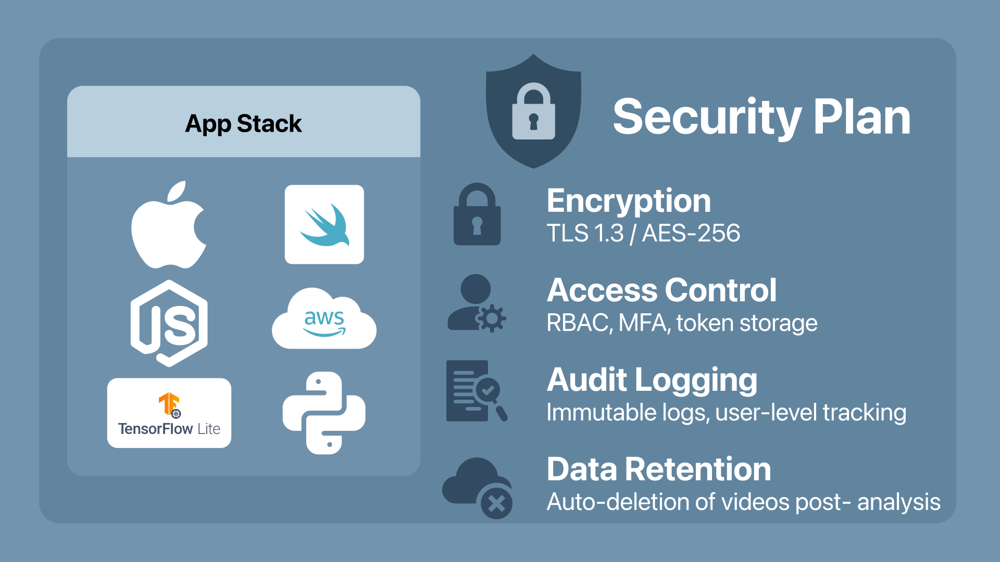 App Stack
JS
aws
TensorFlow Lite
Security Plan
Encryption
TLS 1.3 / AES-256
Access Control
RBAC, MFA, token storage
Audit Logging
Immutable logs, user-level tracking
Data Retention
Auto-deletion of videos post- analysis